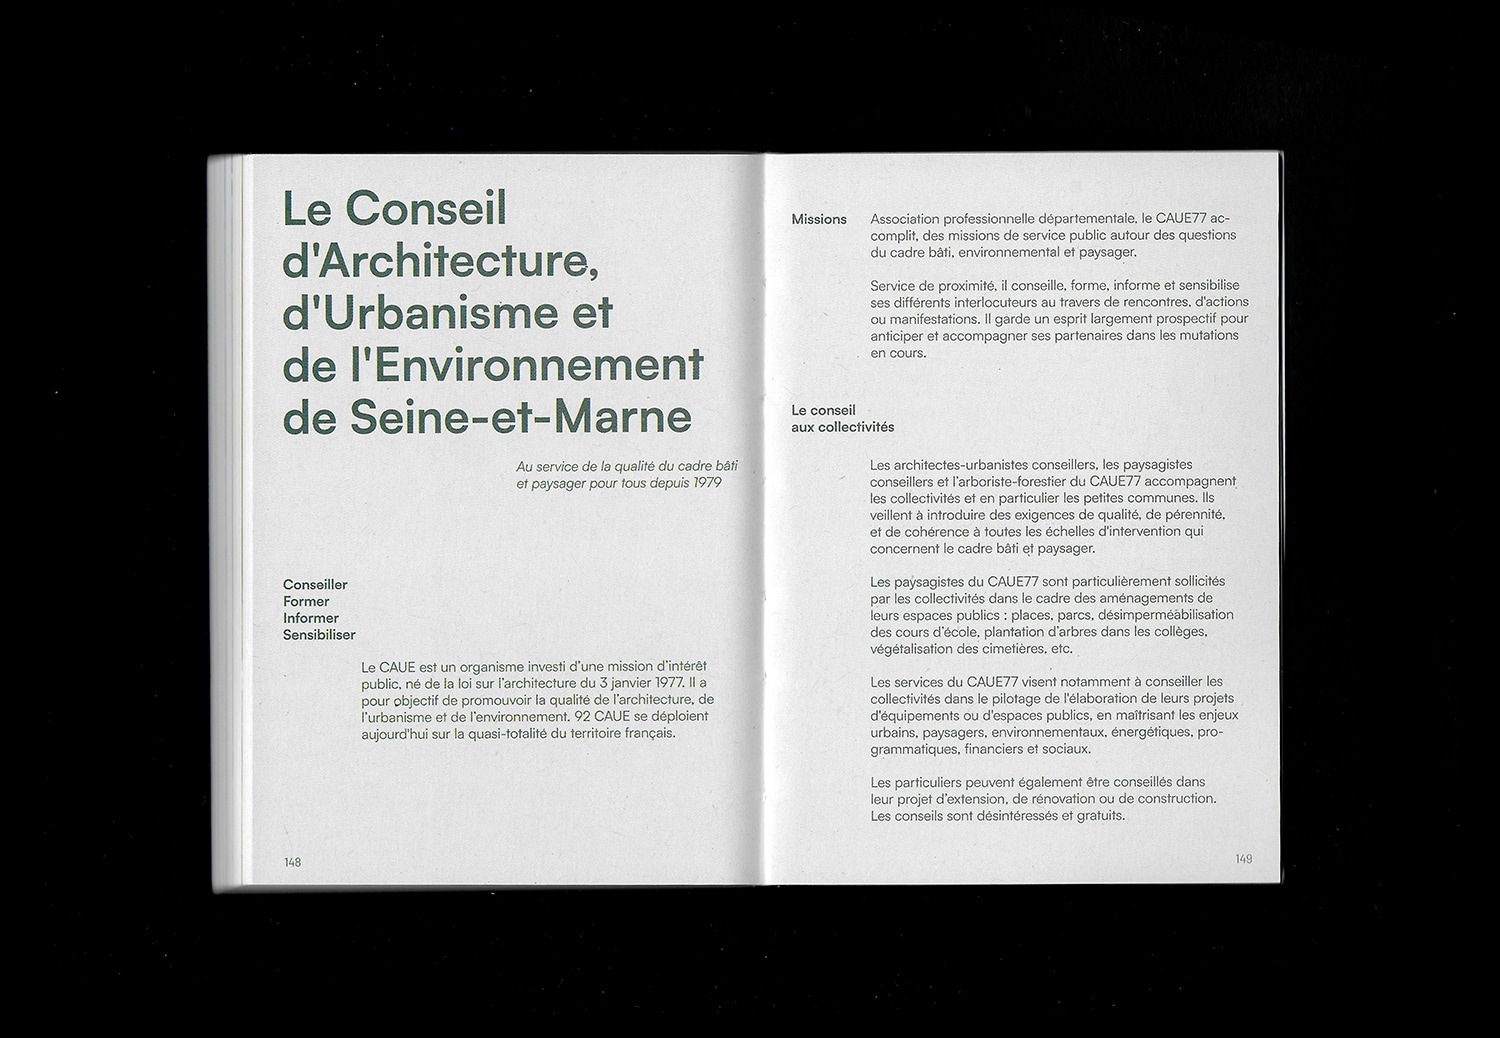 Le Conseil
d'Architecture,
d'Urbanisme et
de l'Environnement
de Seine-et-Marne
Au service de la qualité du cadre bâti
et paysager pour tous depuis 1979
Conseiller
Former
Informer
Sensibiliser
Le CAUE est un organisme investi d’une mission d’intérêt
public, né de la loi sur l’architecture du 3 janvier 1977. Il a
pour objectif de promouvoir la qualité de l’architecture, de
l’urbanisme et de l’environnement. 92 CAUE se déploient
aujourd'hui sur la quasi-totalité du territoire français.
148
Missions
Association professionnelle départementale, le CAUE77 ac-
complit, des missions de service public autour des questions
du cadre bâti, environnemental et paysager.
Service de proximité, il conseille, forme, informe et sensibilise
ses différents interlocuteurs au travers de rencontres, d'actions
ou manifestations. Il garde un esprit largement prospectif pour
anticiper et accompagner ses partenaires dans les mutations
en cours.
Le conseil
aux collectivités
Les architectes-urbanistes conseillers, les paysagistes
conseillers et l’arboriste-forestier du CAUE77 accompagnent
les collectivités et en particulier les petites communes. Ils
veillent à introduire des exigences de qualité, de pérennité,
et de cohérence à toutes les échelles d'intervention qui
concernent le cadre bâti et paysager.
Les paysagistes du CAUE77 sont particulièrement sollicités
par les collectivités dans le cadre des aménagements de
leurs espaces publics : places, parcs, désimperméabilisation
des cours d’école, plantation d’arbres dans les collèges,
végétalisation des cimetières, etc.
Les services du CAUE77 visent notamment à conseiller les
collectivités dans le pilotage de l'élaboration de leurs projets
d'équipements ou d'espaces publics, en maîtrisant les enjeux
urbains, paysagers, environnementaux, énergétiques, pro-
grammatiques, financiers et sociaux.
Les particuliers peuvent également être conseillés dans
leur projet d’extension, de rénovation ou de construction.
Les conseils sont désintéressés et gratuits.
149